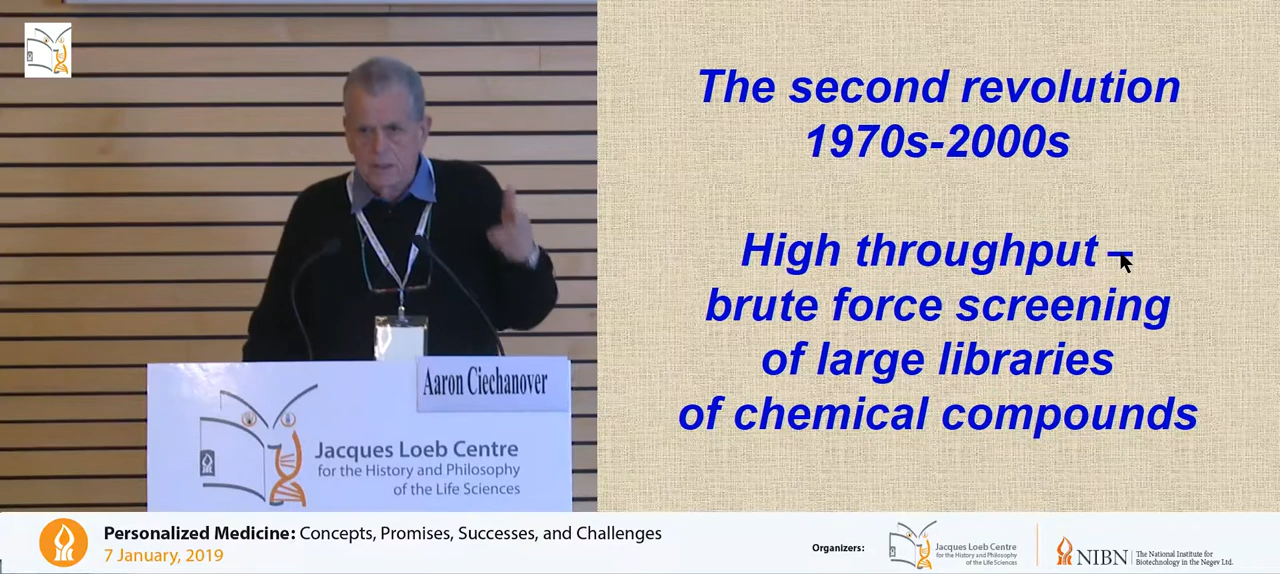 The second revolution
1970s-2000s
High throughput –
brute force screening
of large libraries
of chemical compounds
Aaron Ciechanover
Jacques Loeb Centre
for the History and Philosophy
of the Life Sciences
Personalized Medicine: Concepts, Promises, Successes, and Challenges
7 January, 2019
Organizers:
Jacques Loeb Centre
for the History and Philosophy
of the Life Sciences
NIBN
The National Institute for
Biotechnology in the Negev Ltd.